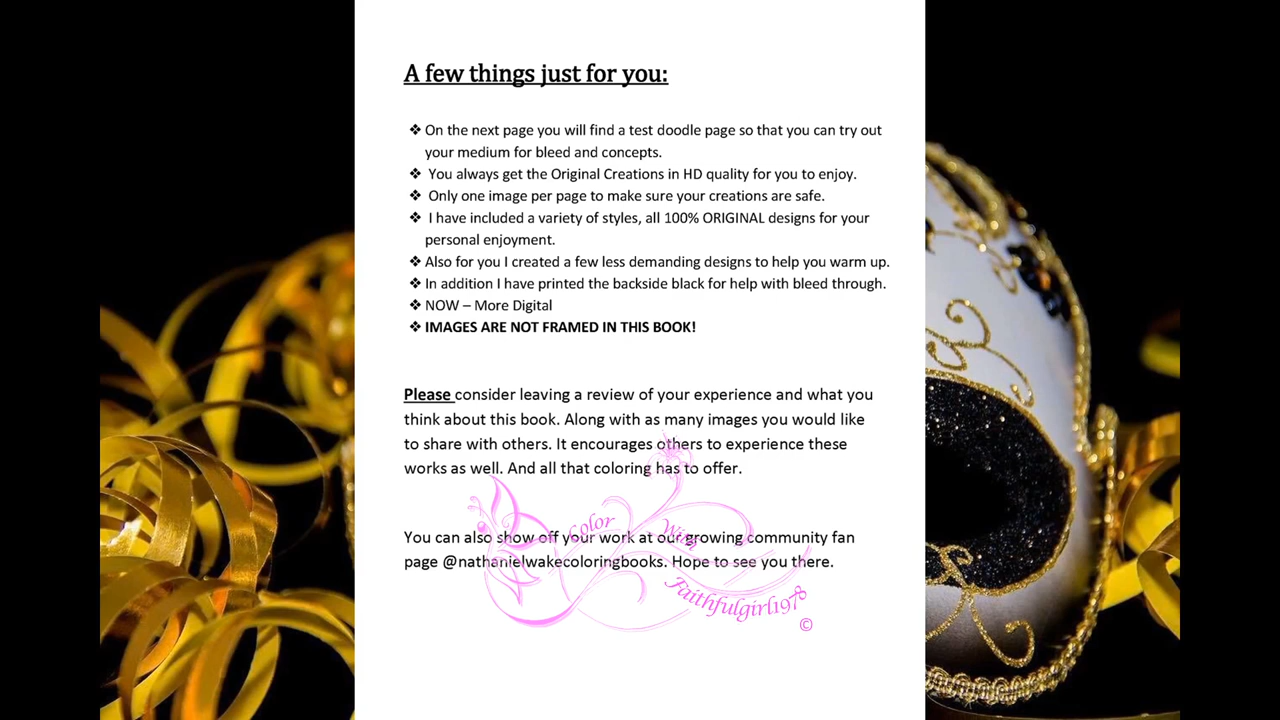 A few things just for you:
❖ On the next page you will find a test doodle page so that you can try out
your medium for bleed and concepts.
❖ You always get the Original Creations in HD quality for you to enjoy.
❖ Only one image per page to make sure your creations are safe.
❖ I have included a variety of styles, all 100% ORIGINAL designs for your
personal enjoyment.
❖ Also for you I created a few less demanding designs to help you warm up.
❖ In addition I have printed the backside black for help with bleed through.
❖ NOW – More Digital
❖ IMAGES ARE NOT FRAMED IN THIS BOOK!
Please consider leaving a review of your experience and what you
think about this book. Along with as many images you would like
to share with others. It encourages others to experience these
works as well. And all that coloring has to offer.
You can also show off your work at our growing community fan
page @nathanielwakecoloringbooks. Hope to see you there.
Color With
Faithfulgirl1978
©